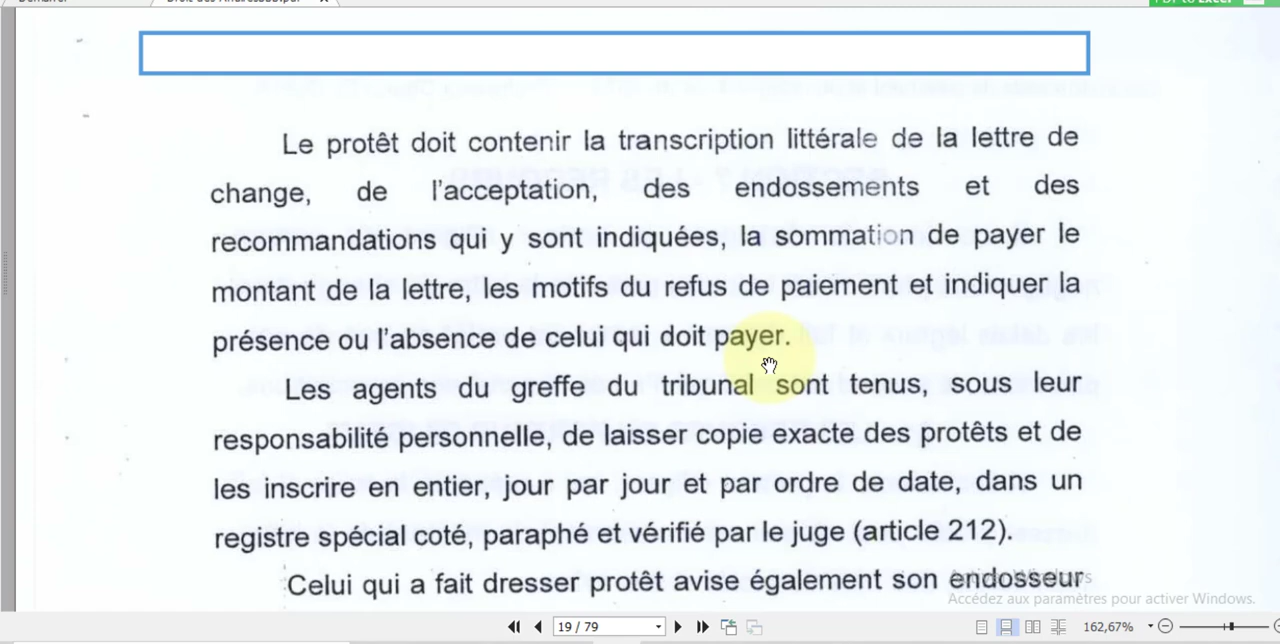 Le protêt doit contenir la transcription littérale de la lettre de
change, de l'acceptation, des endossements et des
recommandations qui y sont indiquées, la sommation de payer le
montant de la lettre, les motifs du refus de paiement et indiquer la
présence ou l'absence de celui qui doit payer.
Les agents du greffe du tribunal sont tenus, sous leur
responsabilité personnelle, de laisser copie exacte des protêts et de
les inscrire en entier, jour par jour et par ordre de date, dans un
registre spécial coté, paraphé et vérifié par le juge (article 212).
Celui qui a fait dresser protêt avise également son endosseur
Activer Windows
Accédez aux paramètres pour activer Windows.
19 / 79
162,67%